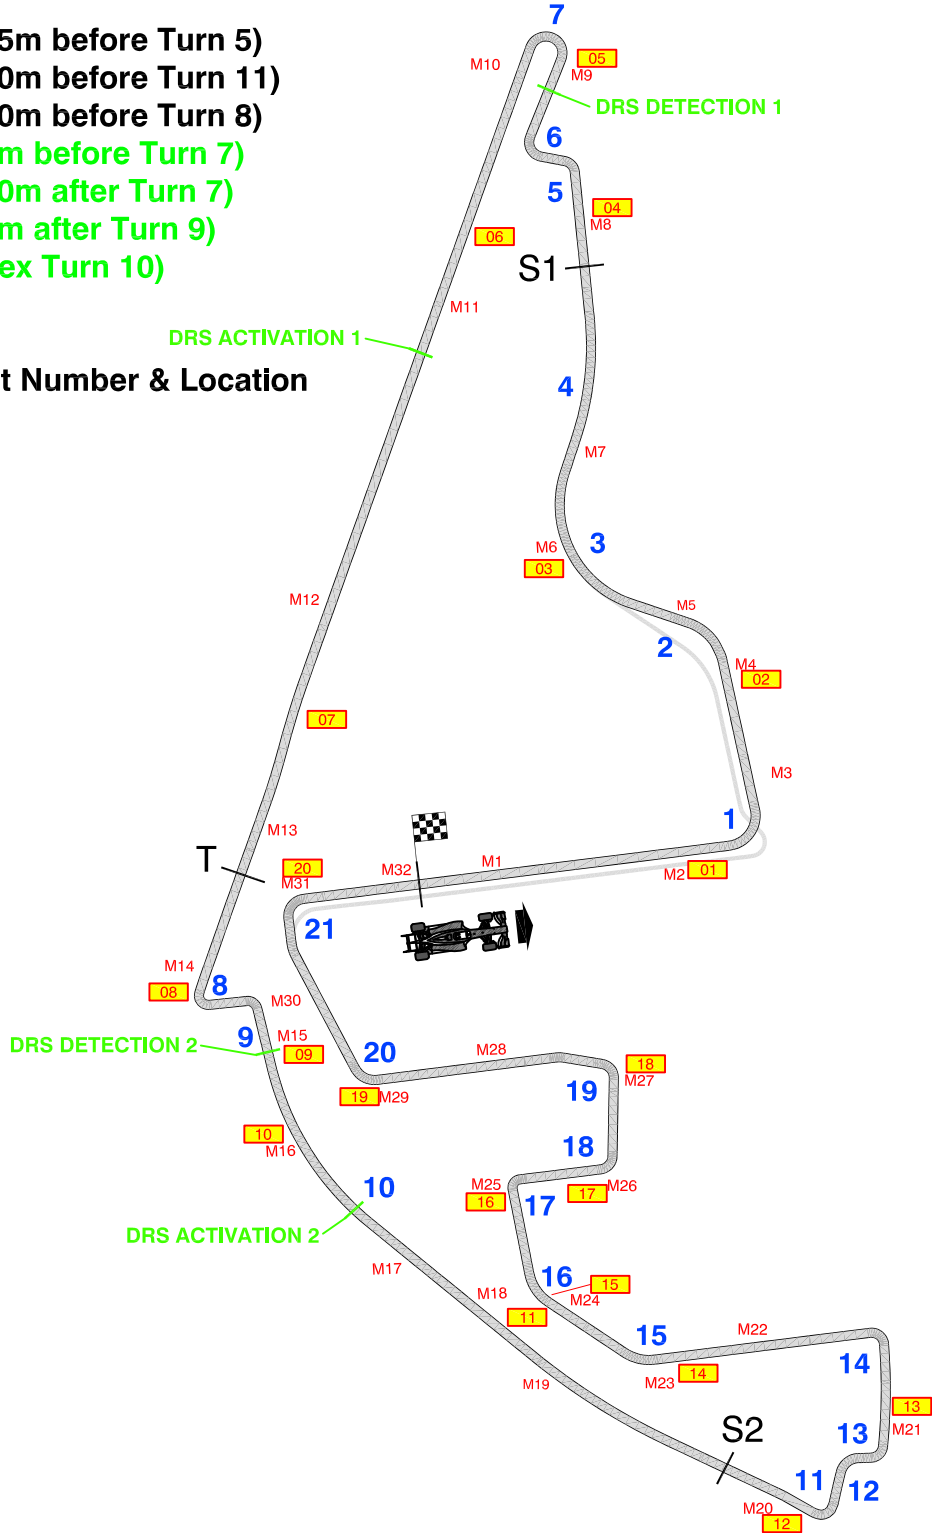 7
5m before Turn 5)
M10
05
M9
0m before Turn 11)
DRS DETECTION 1
0m before Turn 8)
6
m before Turn 7)
5
0m after Turn 7)
04
M8
m after Turn 9)
06
ex Turn 10)
S1
M11
DRS ACTIVATION 1
t Number & Location
4
M7
3
M6
03
M12
M5
2
M4
02
07
M3
1
M13
T
20
M31
M32
M1
M2
01
21
M14
8
08
M30
9
M15
DRS DETECTION 2
09
20
M28
18
M27
19
19
M29
10
M16
18
10
M25
16
17
17
M26
DRS ACTIVATION 2
M17
16
15
M24
M18
11
15
M22
14
M23
14
M19
13
M21
S2
13
11
12
M20
12